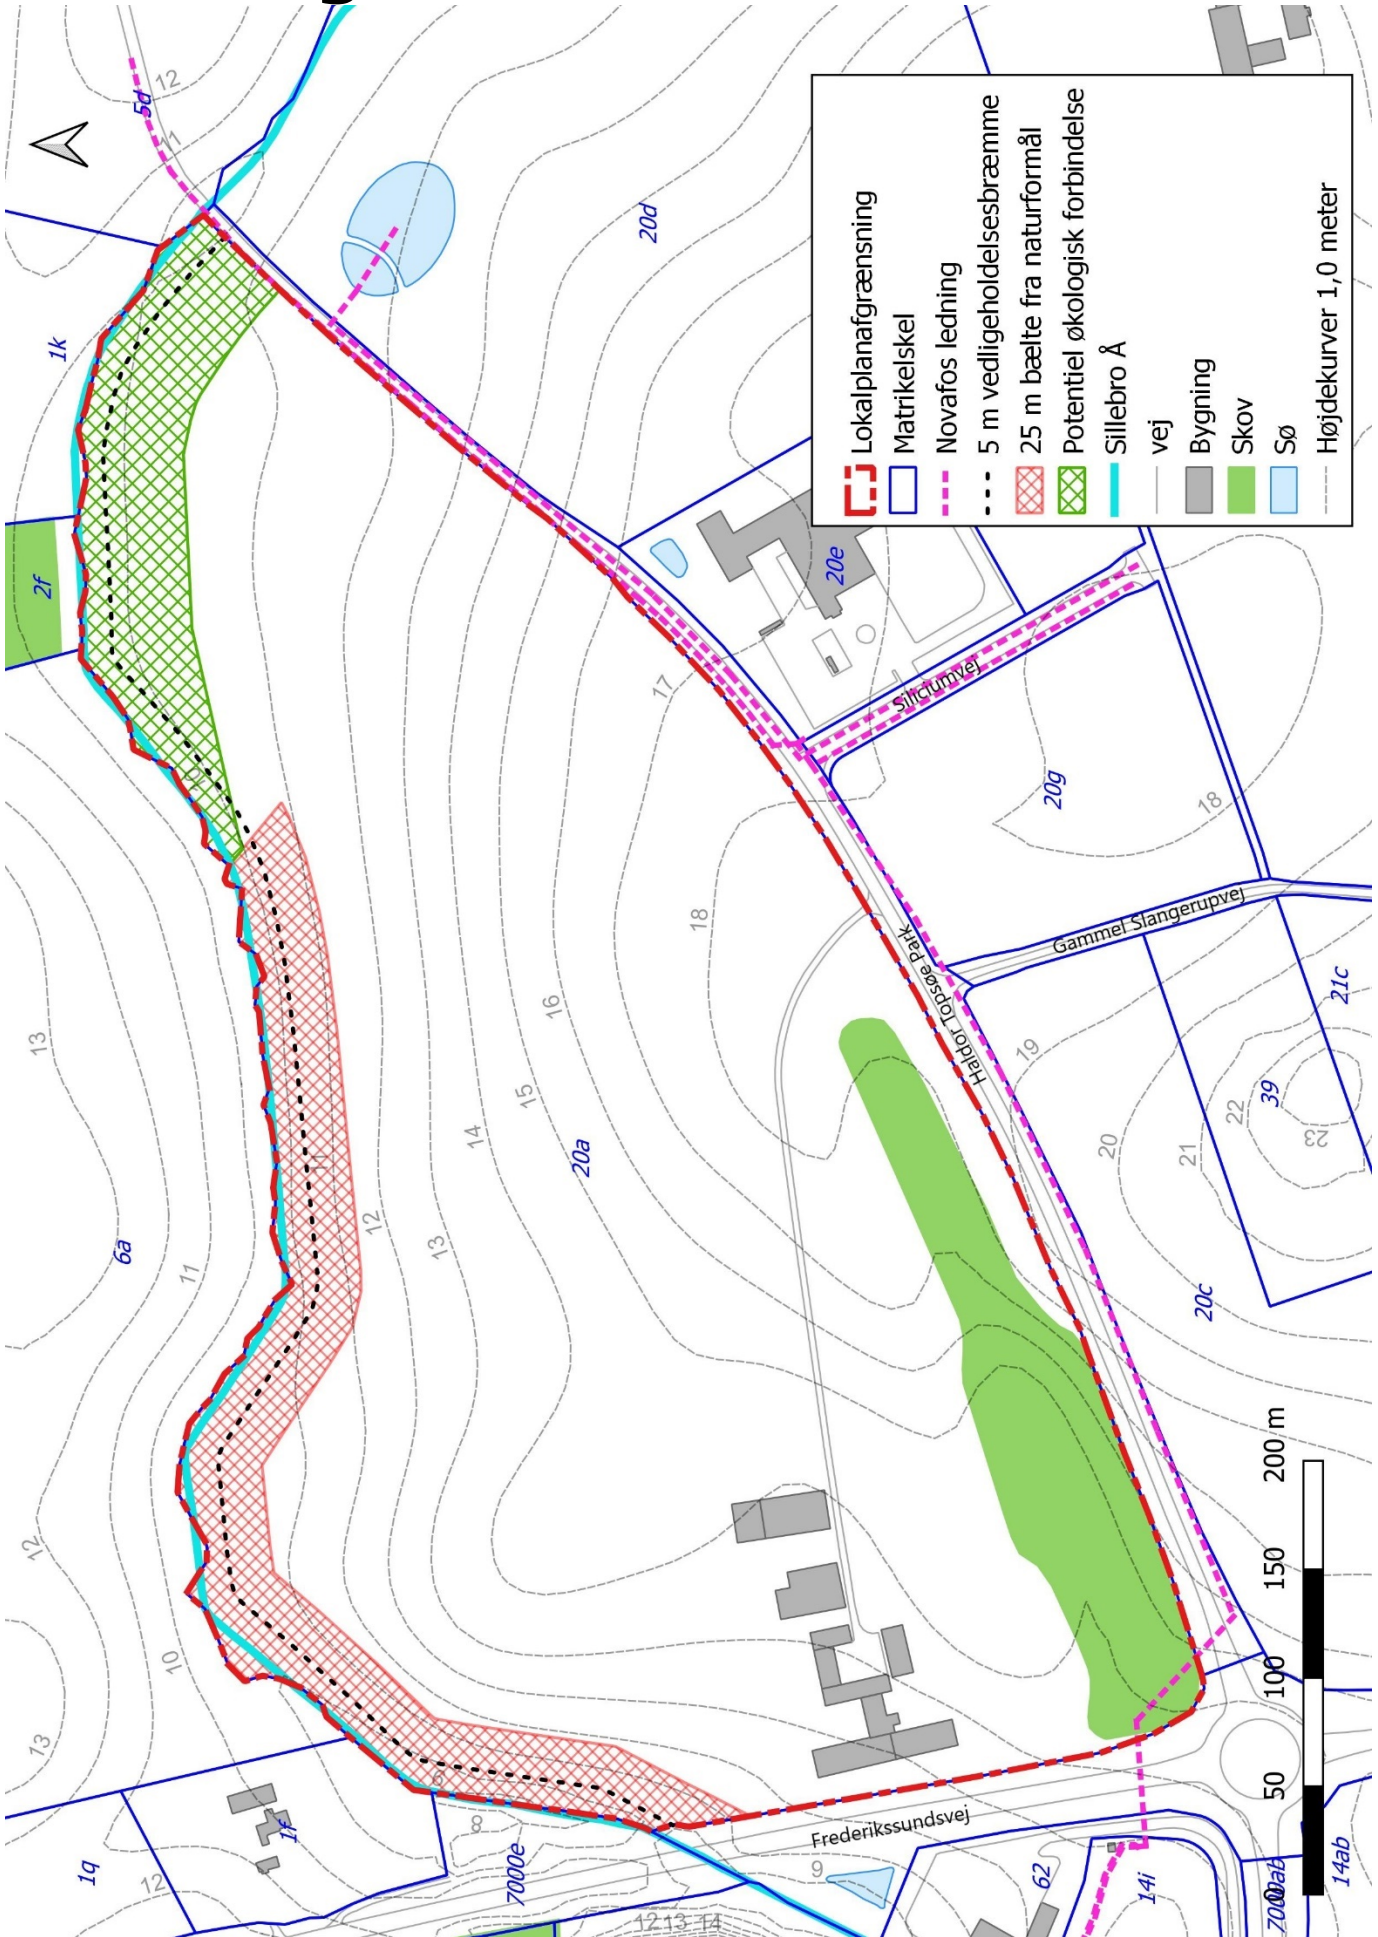 Lokalplanafgrænsning
Matrikelskel
Novafos ledning
5 m vedligeholdelsesbræmme
25 m bælte fra naturformål
Potentiel økologisk forbindelse
Sillebro Å
vej
Bygning
Skov
Sø
Højdekurver 1,0 meter
5d
12
11
1k
2f
20d
20e
17
Siliciumvej
20g
18
Gammel Slangerupvej
21c
18
Haldor Topsøe Park
16
15
14
20a
13
12
11
19
20
21
22
23
39
20c
13
6a
11
12
10
13
1q
1f
12
8
7000e
9
Frederikssundsvej
62
14i
14ab
12
13
14
0
50
100
150
200 m